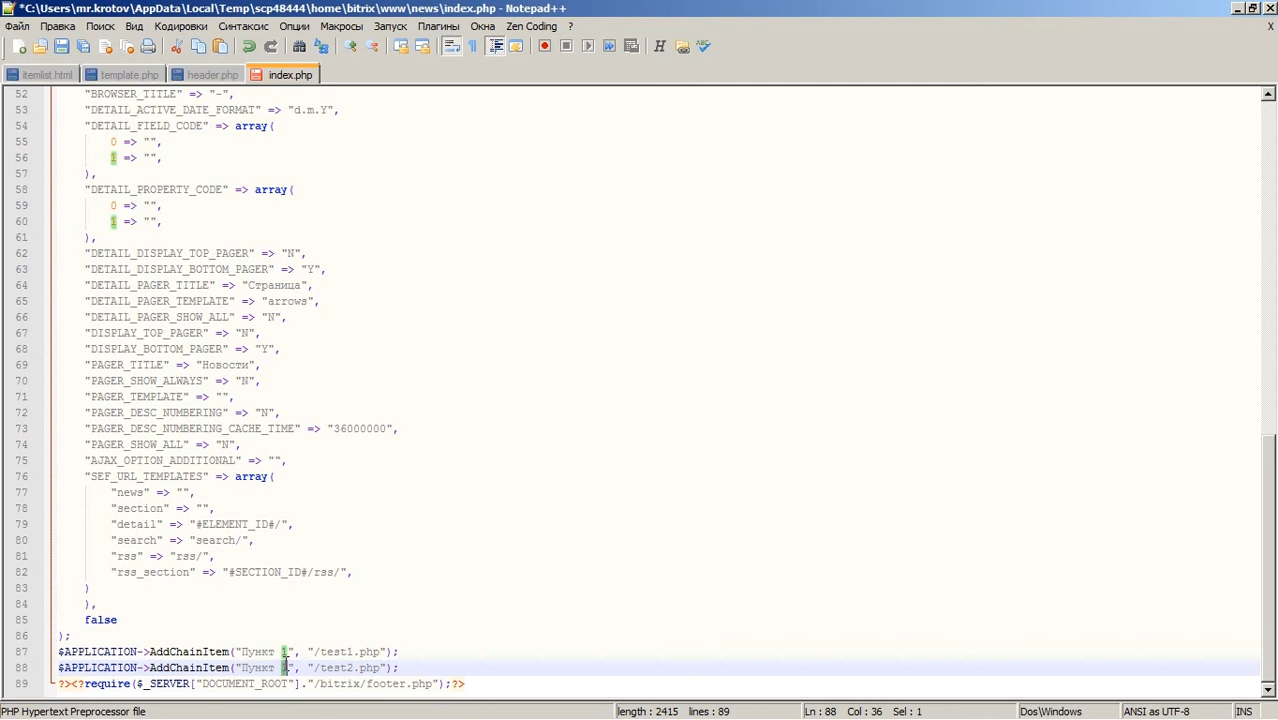 *C:\Users\mr.krotov\AppData\Local\Temp\scp48444\home\bitrix\www\news\index.php - Notepad++
Файл Правка Поиск Вид Кодировки Синтаксис Опции Макросы Запуск Плагины Окна Zen Coding ? X
itemlist.html template.php header.php index.php
52 "BROWSER_TITLE" => "-",
53 "DETAIL_ACTIVE_DATE_FORMAT" => "d.m.Y",
54 "DETAIL_FIELD_CODE" => array(
55 0 => "",
56 1 => "",
57 ),
58 "DETAIL_PROPERTY_CODE" => array(
59 0 => "",
60 1 => "",
61 ),
62 "DETAIL_DISPLAY_TOP_PAGER" => "N",
63 "DETAIL_DISPLAY_BOTTOM_PAGER" => "Y",
64 "DETAIL_PAGER_TITLE" => "Страница",
65 "DETAIL_PAGER_TEMPLATE" => "arrows",
66 "DETAIL_PAGER_SHOW_ALL" => "N",
67 "DISPLAY_TOP_PAGER" => "N",
68 "DISPLAY_BOTTOM_PAGER" => "Y",
69 "PAGER_TITLE" => "Новости",
70 "PAGER_SHOW_ALWAYS" => "N",
71 "PAGER_TEMPLATE" => "",
72 "PAGER_DESC_NUMBERING" => "N",
73 "PAGER_DESC_NUMBERING_CACHE_TIME" => "36000000",
74 "PAGER_SHOW_ALL" => "N",
75 "AJAX_OPTION_ADDITIONAL" => "",
76 "SEF_URL_TEMPLATES" => array(
77 "news" => "",
78 "section" => "",
79 "detail" => "#ELEMENT_ID#/",
80 "search" => "search/",
81 "rss" => "rss/",
82 "rss_section" => "#SECTION_ID#/rss/",
83 )
84 ),
85 false
86 );
87 $APPLICATION->AddChainItem("Пункт 1", "/test1.php");
88 $APPLICATION->AddChainItem("Пункт ", "/test2.php");
89 ?><?require($_SERVER["DOCUMENT_ROOT"]."/bitrix/footer.php");?>
PHP Hypertext Preprocessor file length : 2415 lines : 89 Ln : 88 Col : 36 Sel : 1 Dos\Windows ANSI as UTF-8 INS